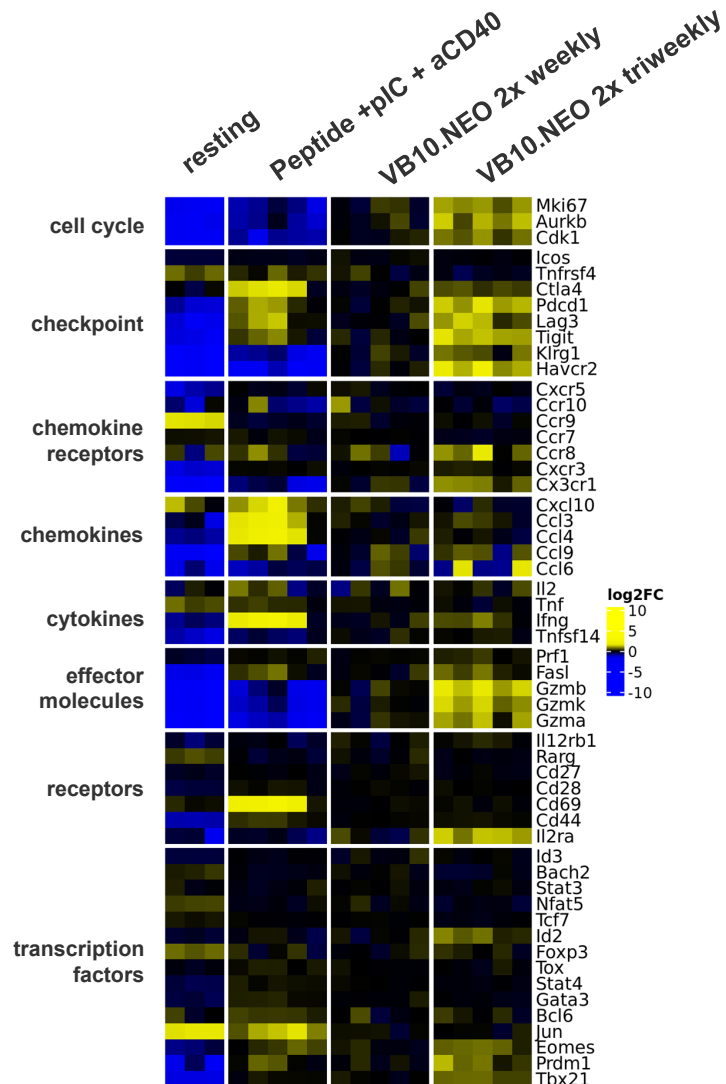 resting
Peptide +pIC + aCD40
VB10.NEO 2x weekly
VB10.NEO 2x triweekly
cell cycle
Mki67
Aurkb
Cdk1
checkpoint
Icos
Tnfrsf4
Ctla4
Pdcd1
Lag3
Tigit
Klrg1
Havcr2
chemokine
receptors
Cxcr5
Ccr10
Ccr9
Ccr7
Ccr8
Cxcr3
Cx3cr1
chemokines
Cxcl10
Ccl3
Ccl4
Ccl9
Ccl6
cytokines
Il2
Tnf
Ifng
Tnfsf14
effector
molecules
Prf1
Fasl
Gzmb
Gzmk
Gzma
receptors
Il12rb1
Rarg
Cd27
Cd28
Cd69
Cd44
Il2ra
transcription
factors
Id3
Bach2
Stat3
Nfat5
Tcf7
Id2
Foxp3
Tox
Stat4
Gata3
Bcl6
Jun
Eomes
Prdm1
Tbx21
log2FC
10
5
0
-5
-10